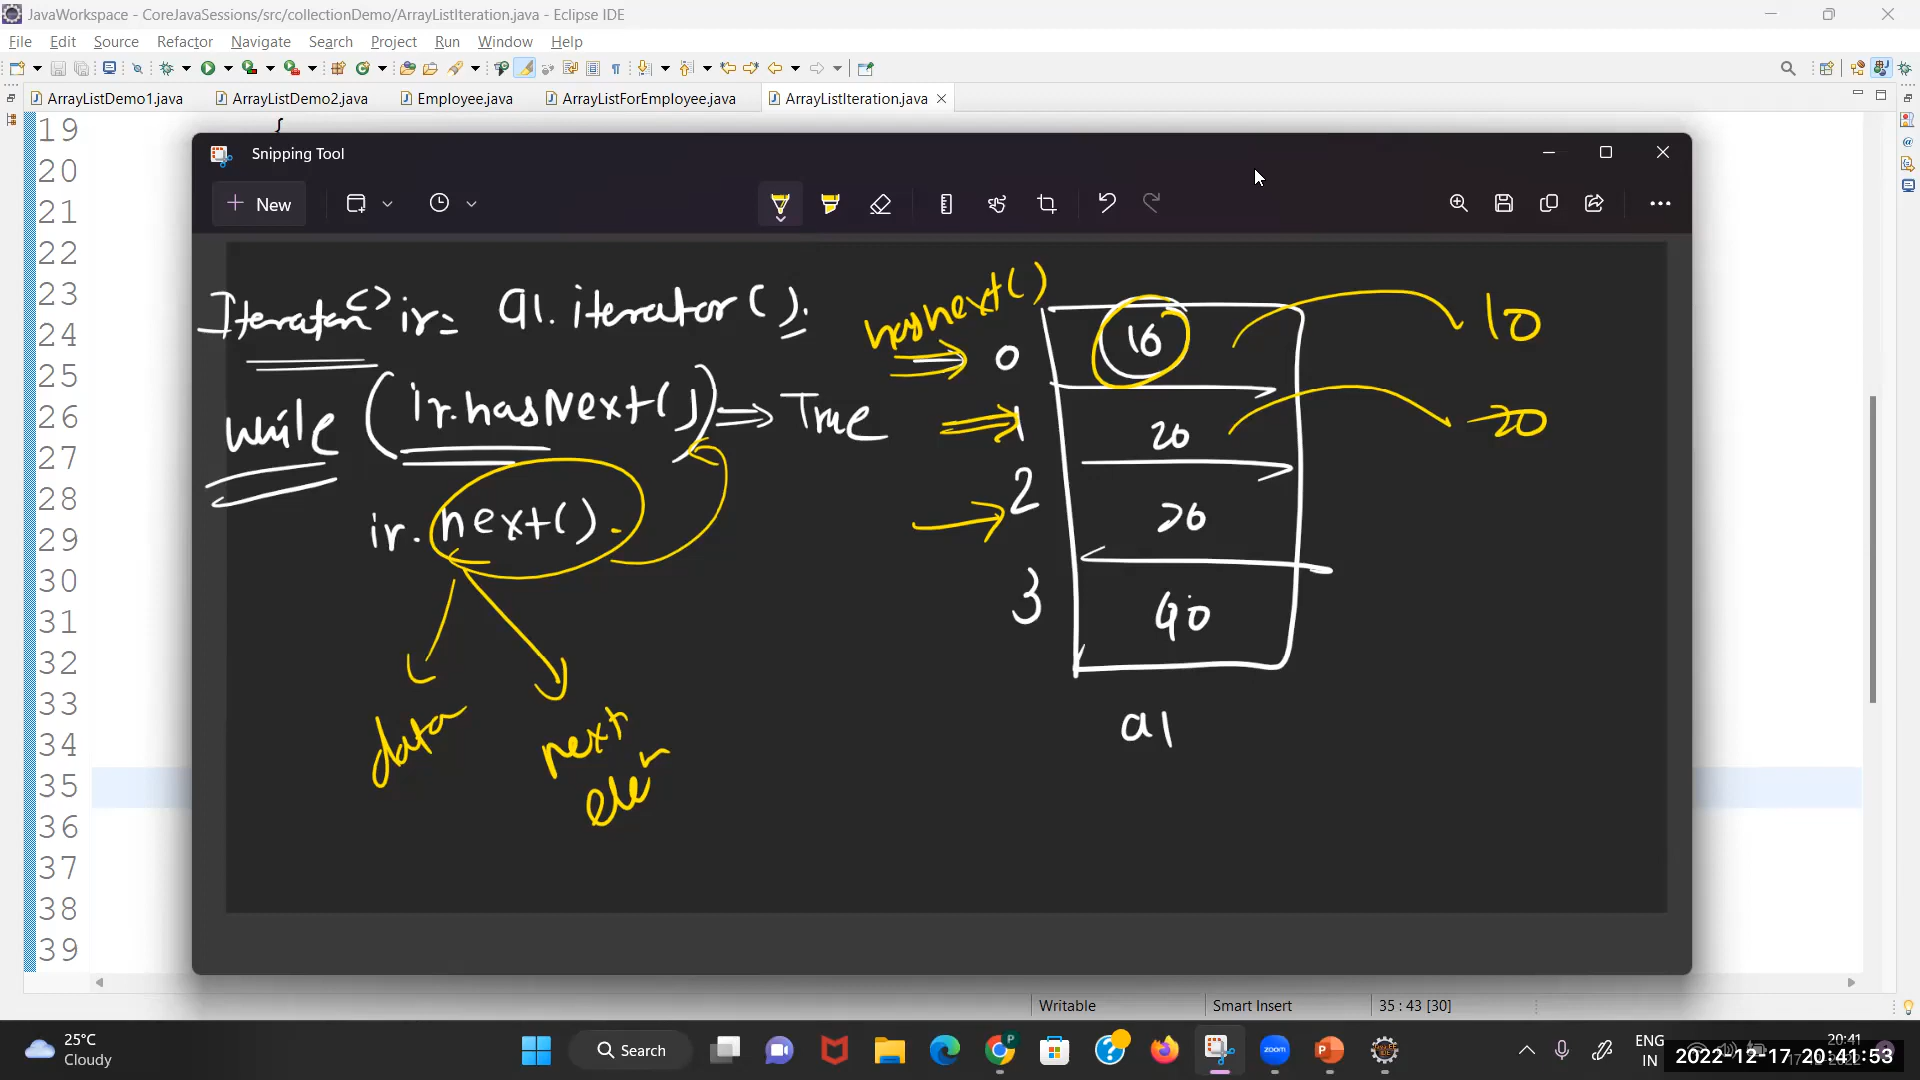 JavaWorkspace - CoreJavaSessions/src/collectionDemo/ArrayListIteration.java - Eclipse IDE
File Edit Source Refactor Navigate Search Project Run Window Help
ArrayListDemo1.java ArrayListDemo2.java Employee.java ArrayListForEmployee.java ArrayListIteration.java
19 {
20
21
22
23
24
25
26
27
28
29
30
31
32
33
34
35
36
37
38
39
Snipping Tool
New
Iterator<> ir = al.iterator().
while (ir.hasNext()) ⇒ True
ir.next().
data
next
ele
hasnext()
0 10 10
1 20 20
2 20
3 40
al
Writable Smart Insert 35 : 43 [30]
25°C
Cloudy
Search
zoom
ENG
IN
20:41
2022-12-17 20:41:53